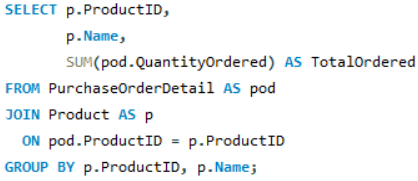 SELECT p.ProductID,
p.Name,
SUM(pod.QuantityOrdered) AS TotalOrdered
FROM PurchaseOrderDetail AS pod
JOIN Product AS p
ON pod.ProductID = p.ProductID
GROUP BY p.ProductID, p.Name;